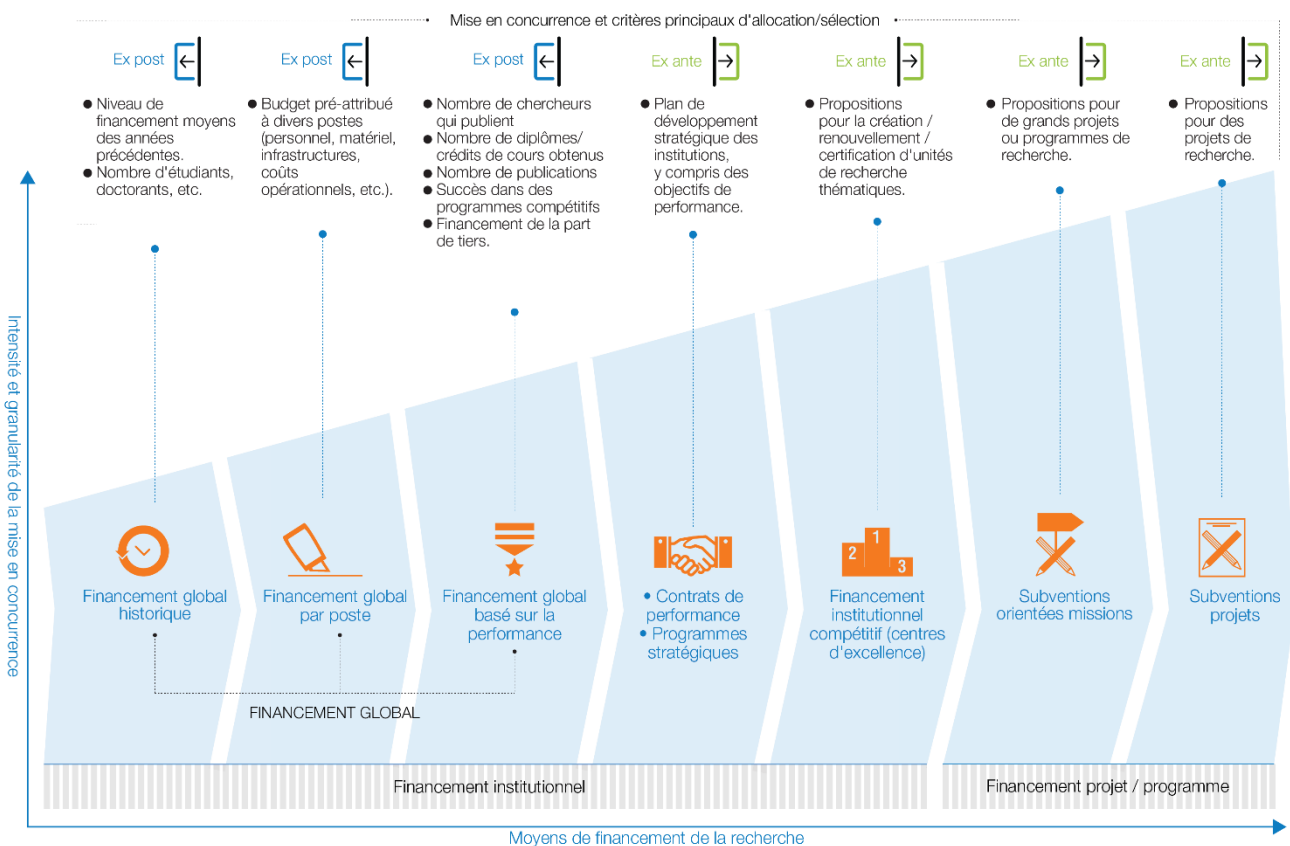 Mise en concurrence et critères principaux d'allocation/sélection
Ex post
● Niveau de
financement moyens
des années
précédentes.
● Nombre d'étudiants,
doctorants, etc.
Ex post
● Budget pré-attribué
à divers postes
(personnel, matériel,
infrastructures,
coûts
opérationnels, etc.).
Ex post
● Nombre de chercheurs
qui publient
● Nombre de diplômes/
crédits de cours obtenus
● Nombre de publications
● Succès dans des
programmes compétitifs
● Financement de la part
de tiers.
Ex ante
● Plan de
développement
stratégique des
institutions,
y compris des
objectifs de
performance.
Ex ante
● Propositions
pour la création /
renouvellement /
certification d'unités
de recherche
thématiques.
Ex ante
● Propositions pour
de grands projets
ou programmes de
recherche.
Ex ante
● Propositions
pour des
projets de
recherche.
Intensité et granularité de la mise en concurrence
Financement global
historique
Financement global
par poste
Financement global
basé sur la
performance
• Contrats de
performance
• Programmes
stratégiques
1
2
3
Financement
institutionnel
compétitif (centres
d'excellence)
Subventions
orientées missions
Subventions
projets
FINANCEMENT GLOBAL
Financement institutionnel
Financement projet / programme
Moyens de financement de la recherche